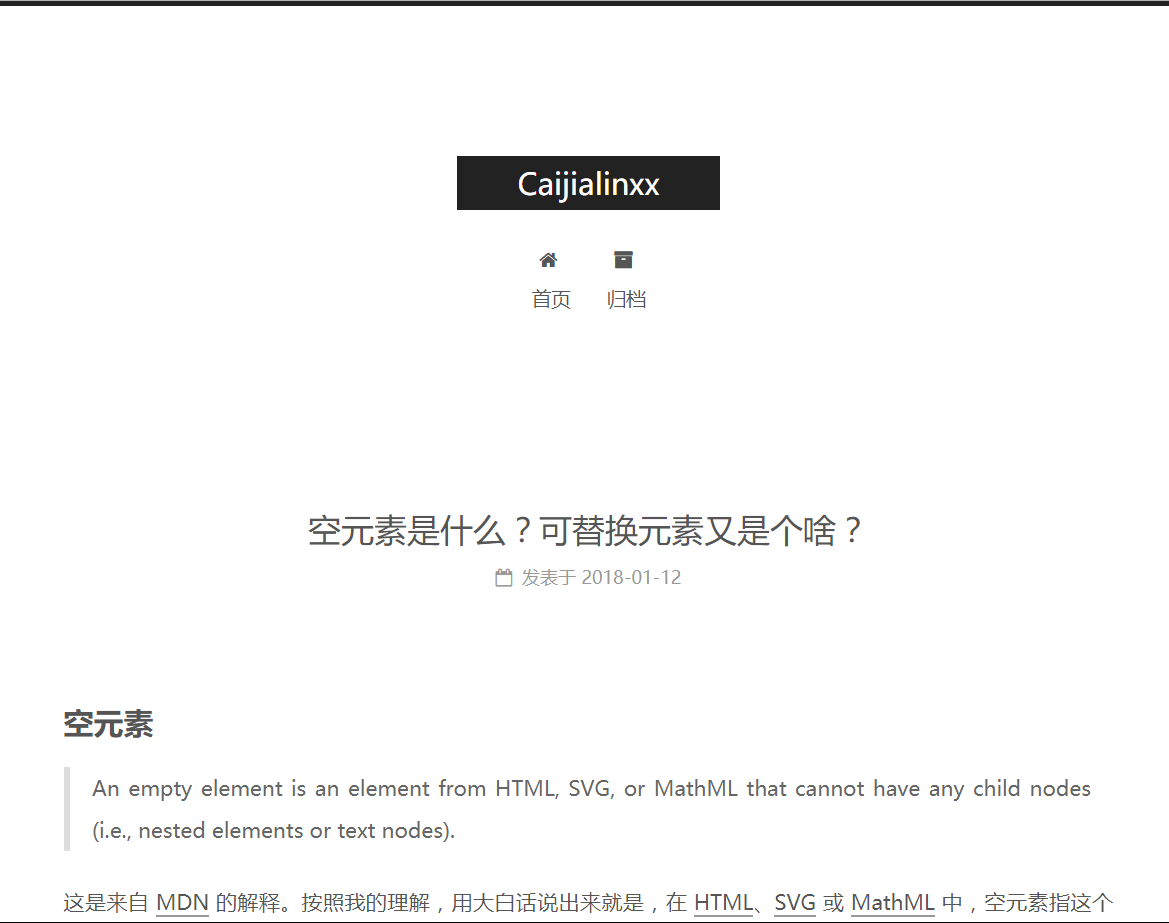 Caijialinxx
首页 归档
空元素是什么？可替换元素又是个啥？
发表于 2018-01-12
空元素
An empty element is an element from HTML, SVG, or MathML that cannot have any child nodes
(i.e., nested elements or text nodes).
这是来自 MDN 的解释。按照我的理解，用大白话说出来就是，在 HTML、SVG 或 MathML 中，空元素指这个